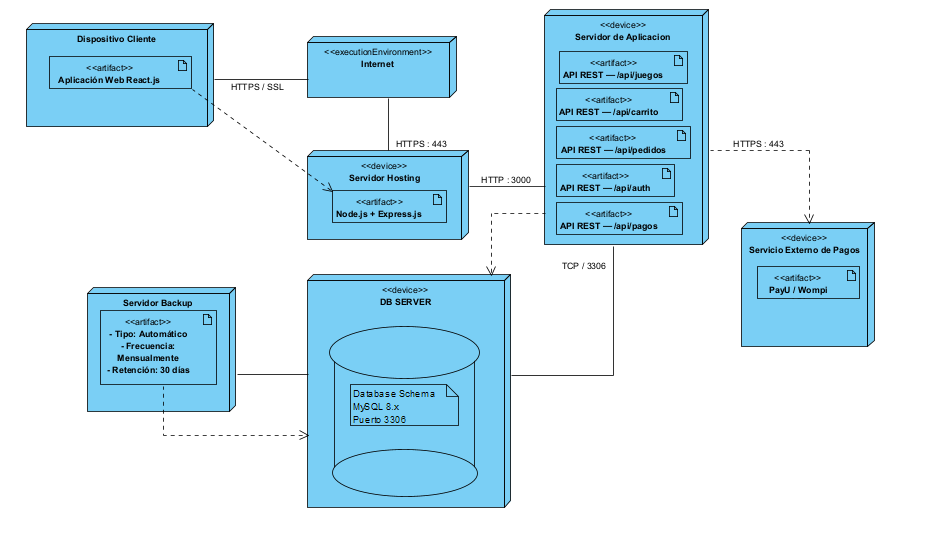 Dispositivo Cliente
<<artifact>>
Aplicación Web React.js
HTTPS / SSL
<<executionEnvironment>>
Internet
HTTPS : 443
<<device>>
Servidor Hosting
<<artifact>>
Node.js + Express.js
HTTP : 3000
<<device>>
Servidor de Aplicacion
<<artifact>>
API REST — /api/juegos
<<artifact>>
API REST — /api/carrito
<<artifact>>
API REST — /api/pedidos
<<artifact>>
API REST — /api/auth
<<artifact>>
API REST — /api/pagos
HTTPS : 443
<<device>>
Servicio Externo de Pagos
<<artifact>>
PayU / Wompi
TCP / 3306
<<device>>
DB SERVER
Database Schema
MySQL 8.x
Puerto 3306
Servidor Backup
<<artifact>>
- Tipo: Automático
- Frecuencia:
Mensualmente
- Retención: 30 días